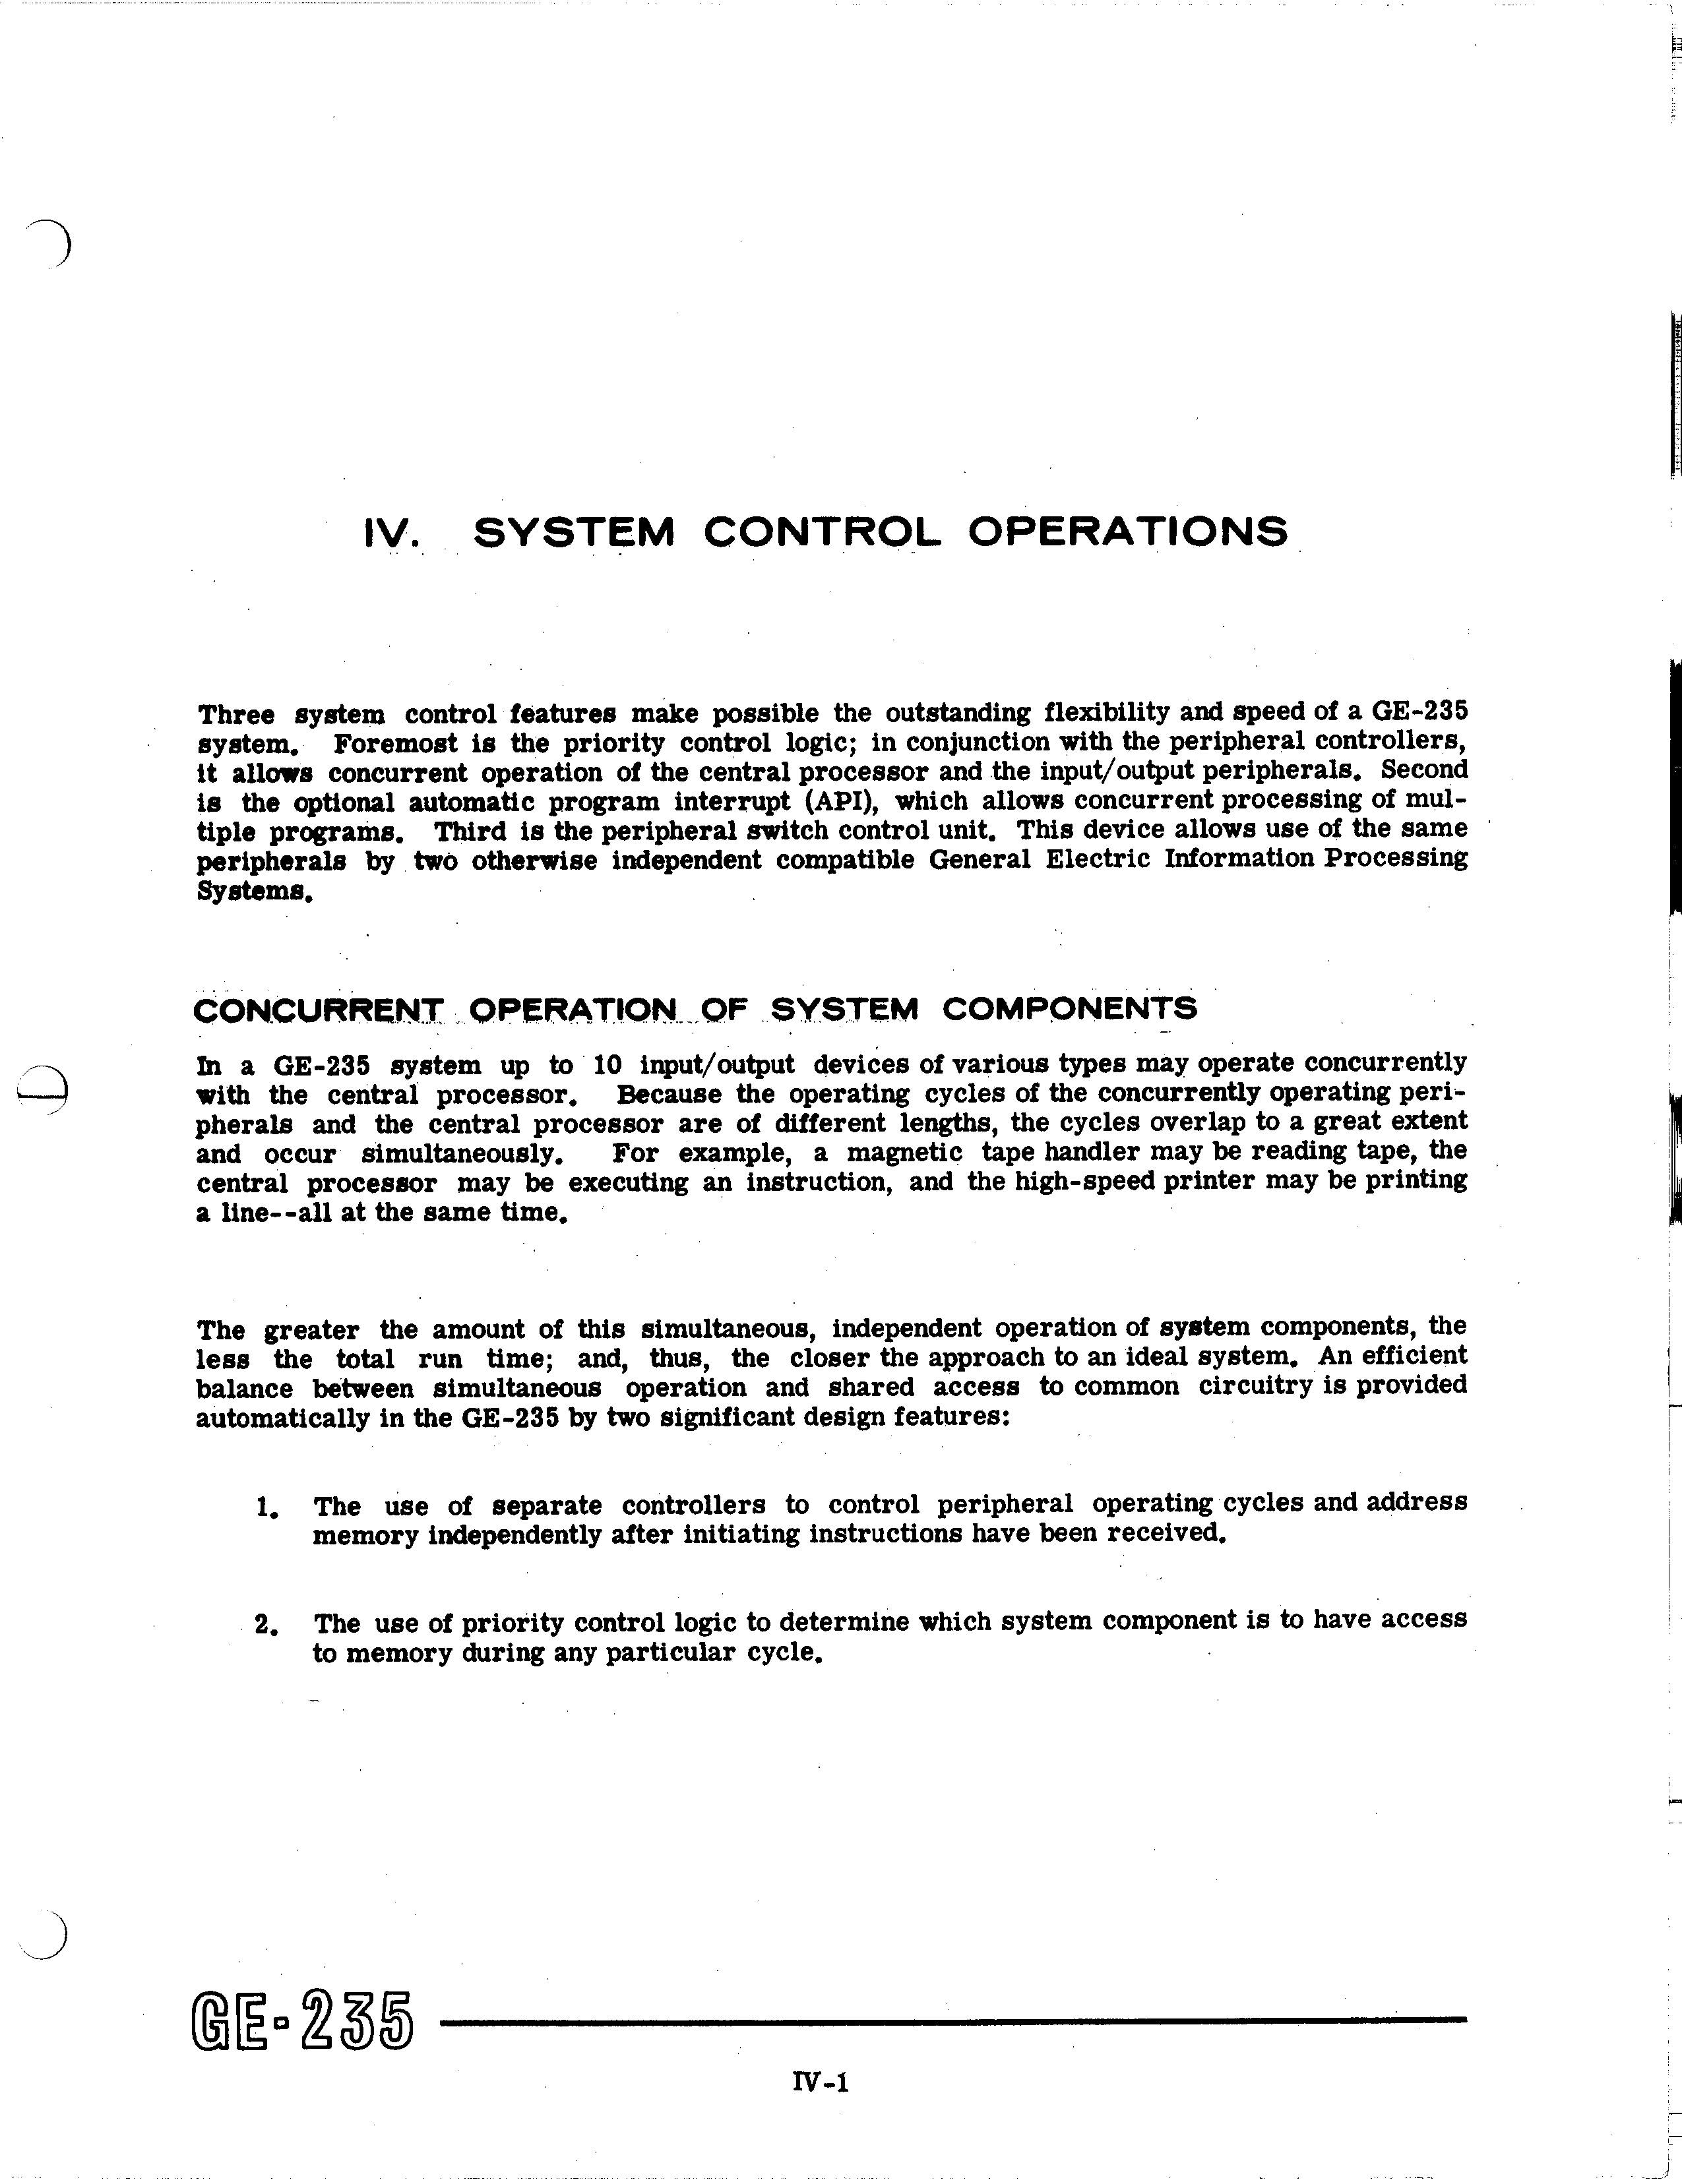 IV. SYSTEM CONTROL OPERATIONS
Three system control features make possible the outstanding flexibility and speed of a GE-235
system. Foremost is the priority control logic; in conjunction with the peripheral controllers,
it allows concurrent operation of the central processor and the input/output peripherals. Second
is the optional automatic program interrupt (API), which allows concurrent processing of mul-
tiple programs. Third is the peripheral switch control unit. This device allows use of the same
peripherals by two otherwise independent compatible General Electric Information Processing
Systems.
CONCURRENT OPERATION OF SYSTEM COMPONENTS
In a GE-235 system up to 10 input/output devices of various types may operate concurrently
with the central processor. Because the operating cycles of the concurrently operating peri-
pherals and the central processor are of different lengths, the cycles overlap to a great extent
and occur simultaneously. For example, a magnetic tape handler may be reading tape, the
central processor may be executing an instruction, and the high-speed printer may be printing
a line--all at the same time.
The greater the amount of this simultaneous, independent operation of system components, the
less the total run time; and, thus, the closer the approach to an ideal system. An efficient
balance between simultaneous operation and shared access to common circuitry is provided
automatically in the GE-235 by two significant design features:
1. The use of separate controllers to control peripheral operating cycles and address
memory independently after initiating instructions have been received.
2. The use of priority control logic to determine which system component is to have access
to memory during any particular cycle.
GE-235
IV-1